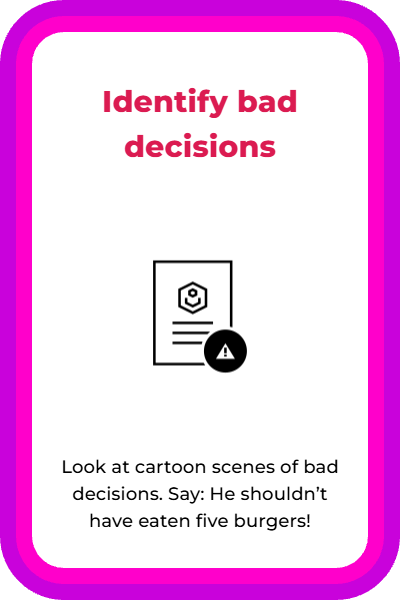 Identify bad
decisions
Look at cartoon scenes of bad
decisions. Say: He shouldn’t
have eaten five burgers!